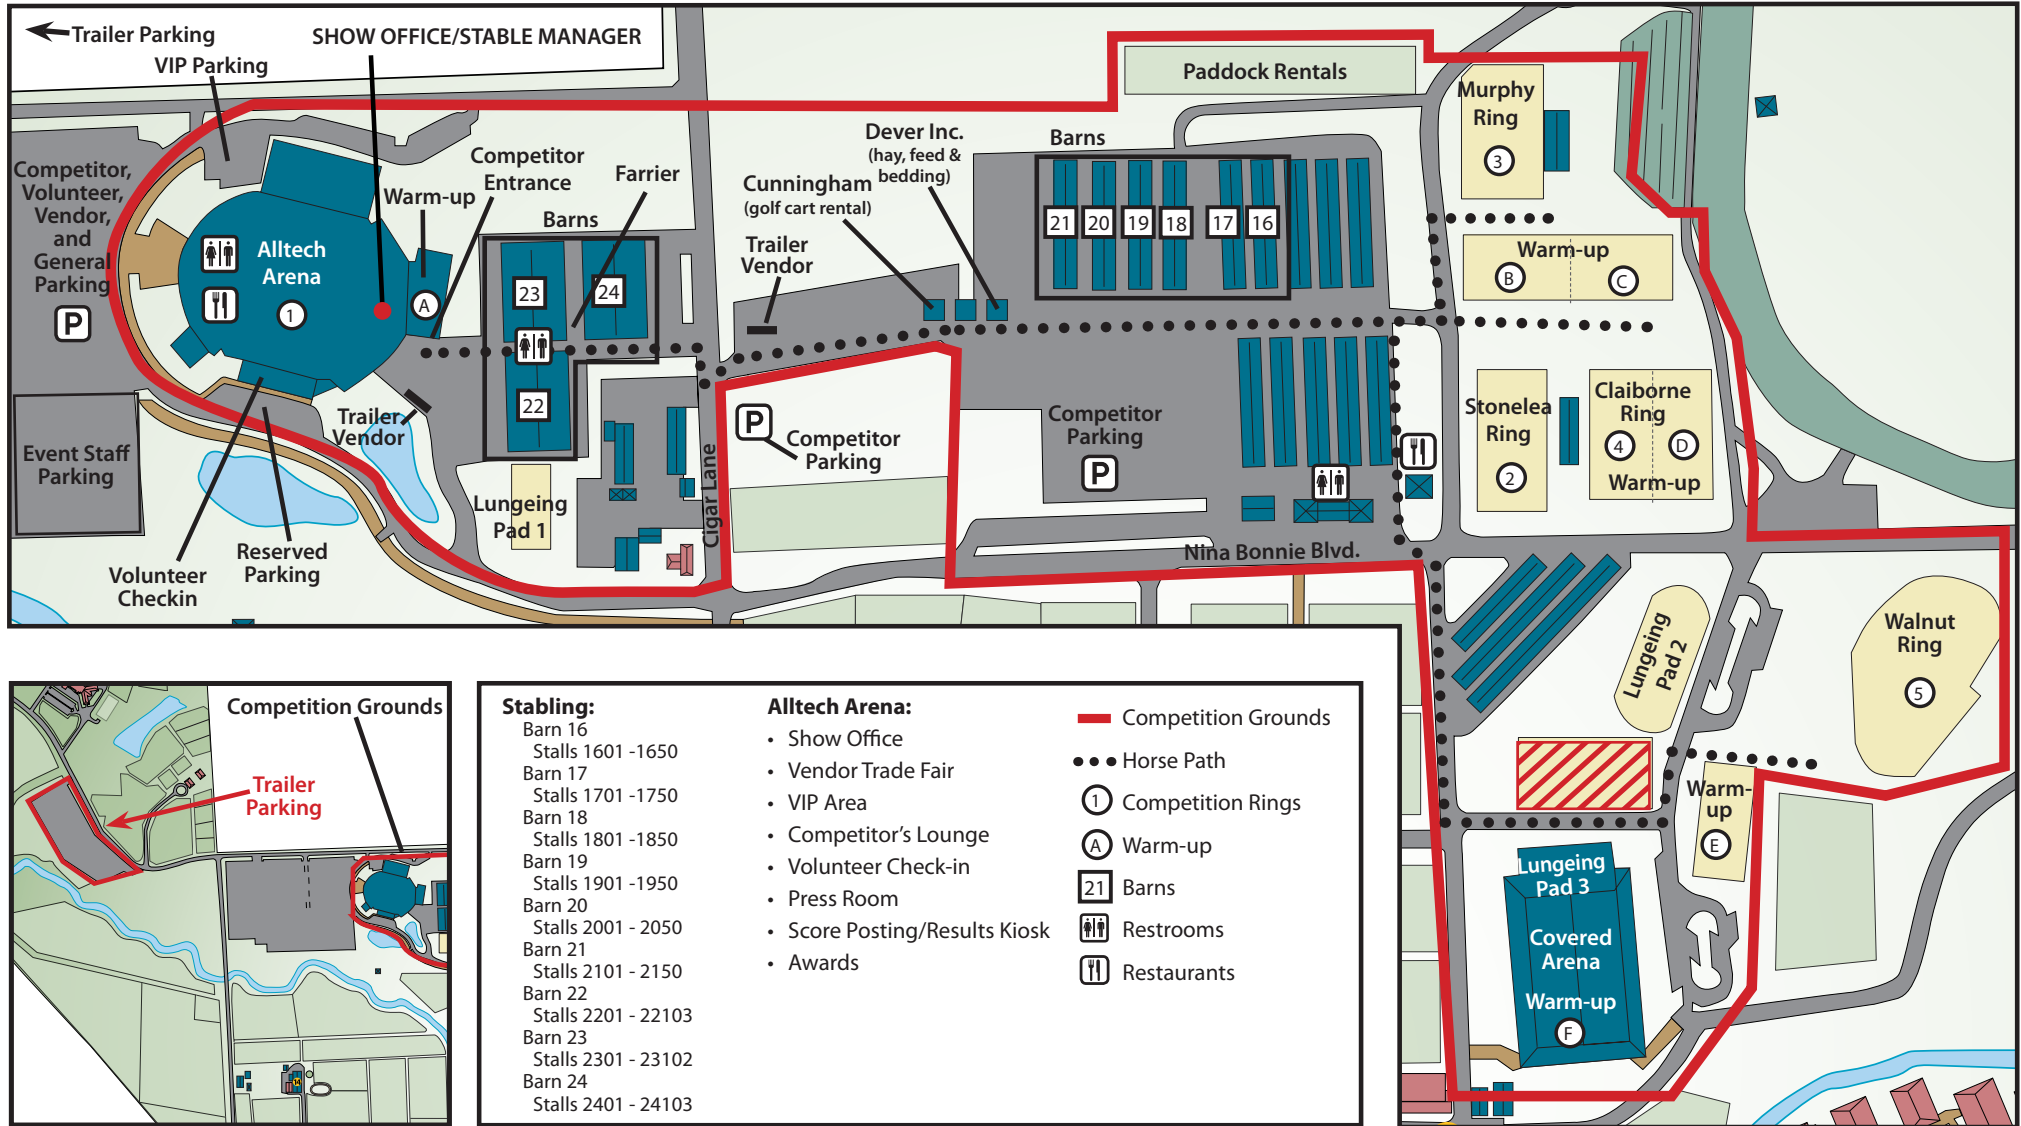 Trailer Parking
VIP Parking
SHOW OFFICE/STABLE MANAGER
Competitor,
Volunteer,
Vendor,
and
General
Parking
P
Alltech
Arena
1
Warm-up
A
Competitor
Entrance
Farrier
Barns
23
24
22
Trailer
Vendor
Cunningham
(golf cart rental)
Dever Inc.
(hay, feed &
bedding)
Barns
21
20
19
18
17
16
Paddock Rentals
Murphy
Ring
3
Warm-up
B
C
Stonelea
Ring
2
Claiborne
Ring
4
D
Warm-up
Event Staff
Parking
Trailer
Vendor
Volunteer
Checkin
Reserved
Parking
Lungeing
Pad 1
Cigar Lane
P
Competitor
Parking
Competitor
Parking
P
Nina Bonnie Blvd.
Lungeing
Pad 2
Walnut
Ring
5
Warm-
up
E
Lungeing
Pad 3
Covered
Arena
Warm-up
F
Competition Grounds
Trailer
Parking
14
Stabling:
Barn 16
Stalls 1601 -1650
Barn 17
Stalls 1701 -1750
Barn 18
Stalls 1801 -1850
Barn 19
Stalls 1901 -1950
Barn 20
Stalls 2001 - 2050
Barn 21
Stalls 2101 - 2150
Barn 22
Stalls 2201 - 22103
Barn 23
Stalls 2301 - 23102
Barn 24
Stalls 2401 - 24103
Alltech Arena:
• Show Office
• Vendor Trade Fair
• VIP Area
• Competitor's Lounge
• Volunteer Check-in
• Press Room
• Score Posting/Results Kiosk
• Awards
Competition Grounds
Horse Path
1 Competition Rings
A Warm-up
21 Barns
Restrooms
Restaurants